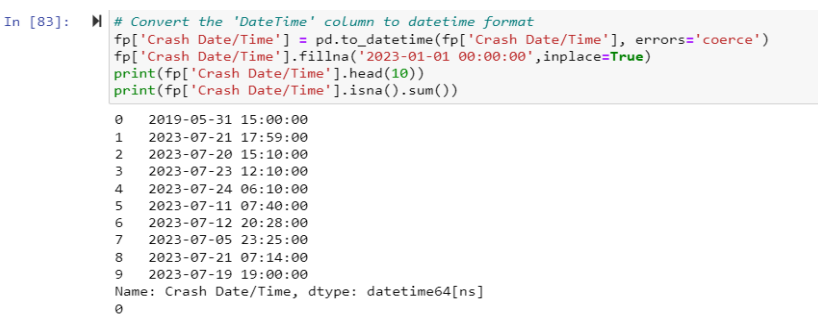 In [83]:
# Convert the 'DateTime' column to datetime format
fp['Crash Date/Time'] = pd.to_datetime(fp['Crash Date/Time'], errors='coerce')
fp['Crash Date/Time'].fillna('2023-01-01 00:00:00',inplace=True)
print(fp['Crash Date/Time'].head(10))
print(fp['Crash Date/Time'].isna().sum())
0   2019-05-31 15:00:00
1   2023-07-21 17:59:00
2   2023-07-20 15:10:00
3   2023-07-23 12:10:00
4   2023-07-24 06:10:00
5   2023-07-11 07:40:00
6   2023-07-12 20:28:00
7   2023-07-05 23:25:00
8   2023-07-21 07:14:00
9   2023-07-19 19:00:00
Name: Crash Date/Time, dtype: datetime64[ns]
0